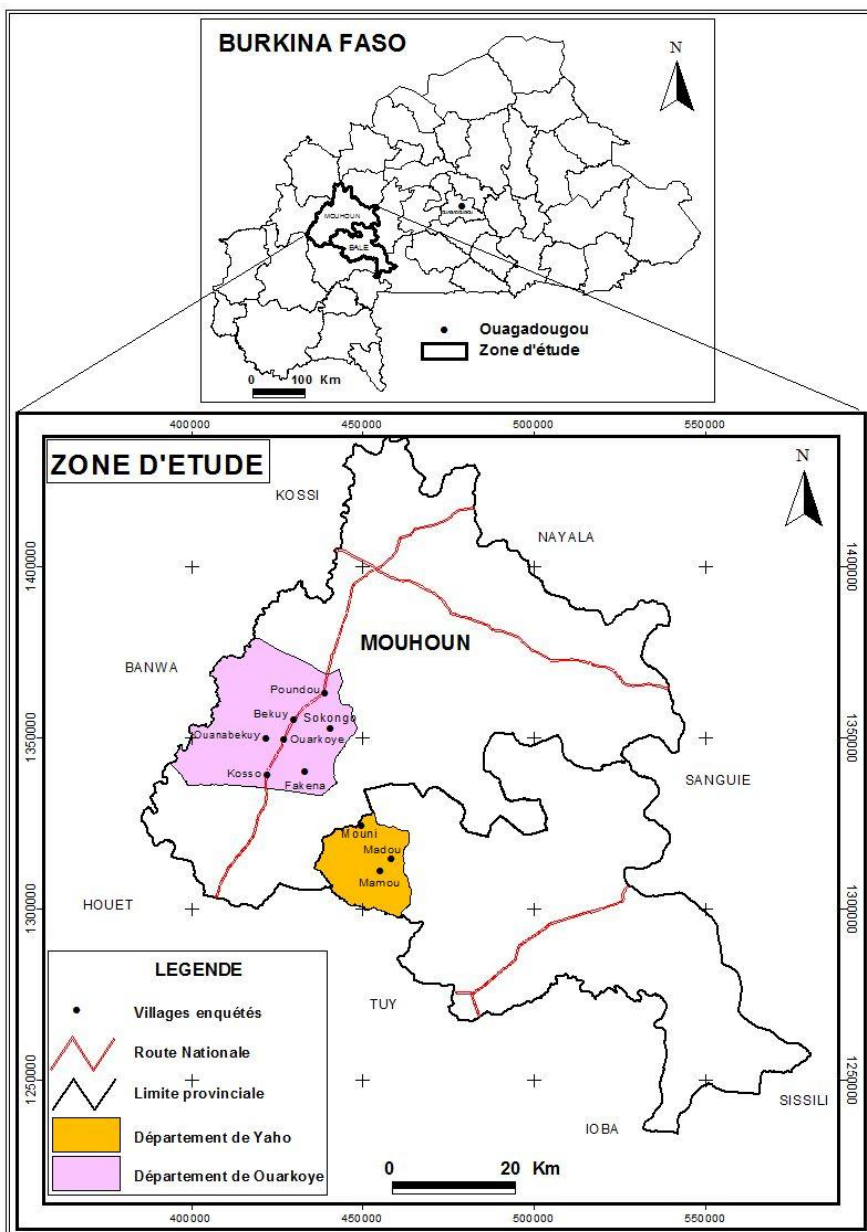 BURKINA FASO
N
MOUHOUN
BALE
Ouagadougou
Zone d'étude
0 100 Km
400000 450000 500000 550000
ZONE D'ETUDE
N
KOSSI
NAYALA
1400000
1400000
MOUHOUN
BANWA
Poundou
Bekuy
Sokongo
Ouanabekuy
Ouarkoye
1350000
1350000
Kosso
Fakena
SANGUIE
Mouni
Madou
Mamou
HOUET
1300000
1300000
LEGENDE
Villages enquétés
TUY
Route Nationale
Limite provinciale
1250000
1250000
SISSILI
Département de Yaho
IOBA
Département de Ouarkoye
0 20 Km
400000 450000 500000 550000